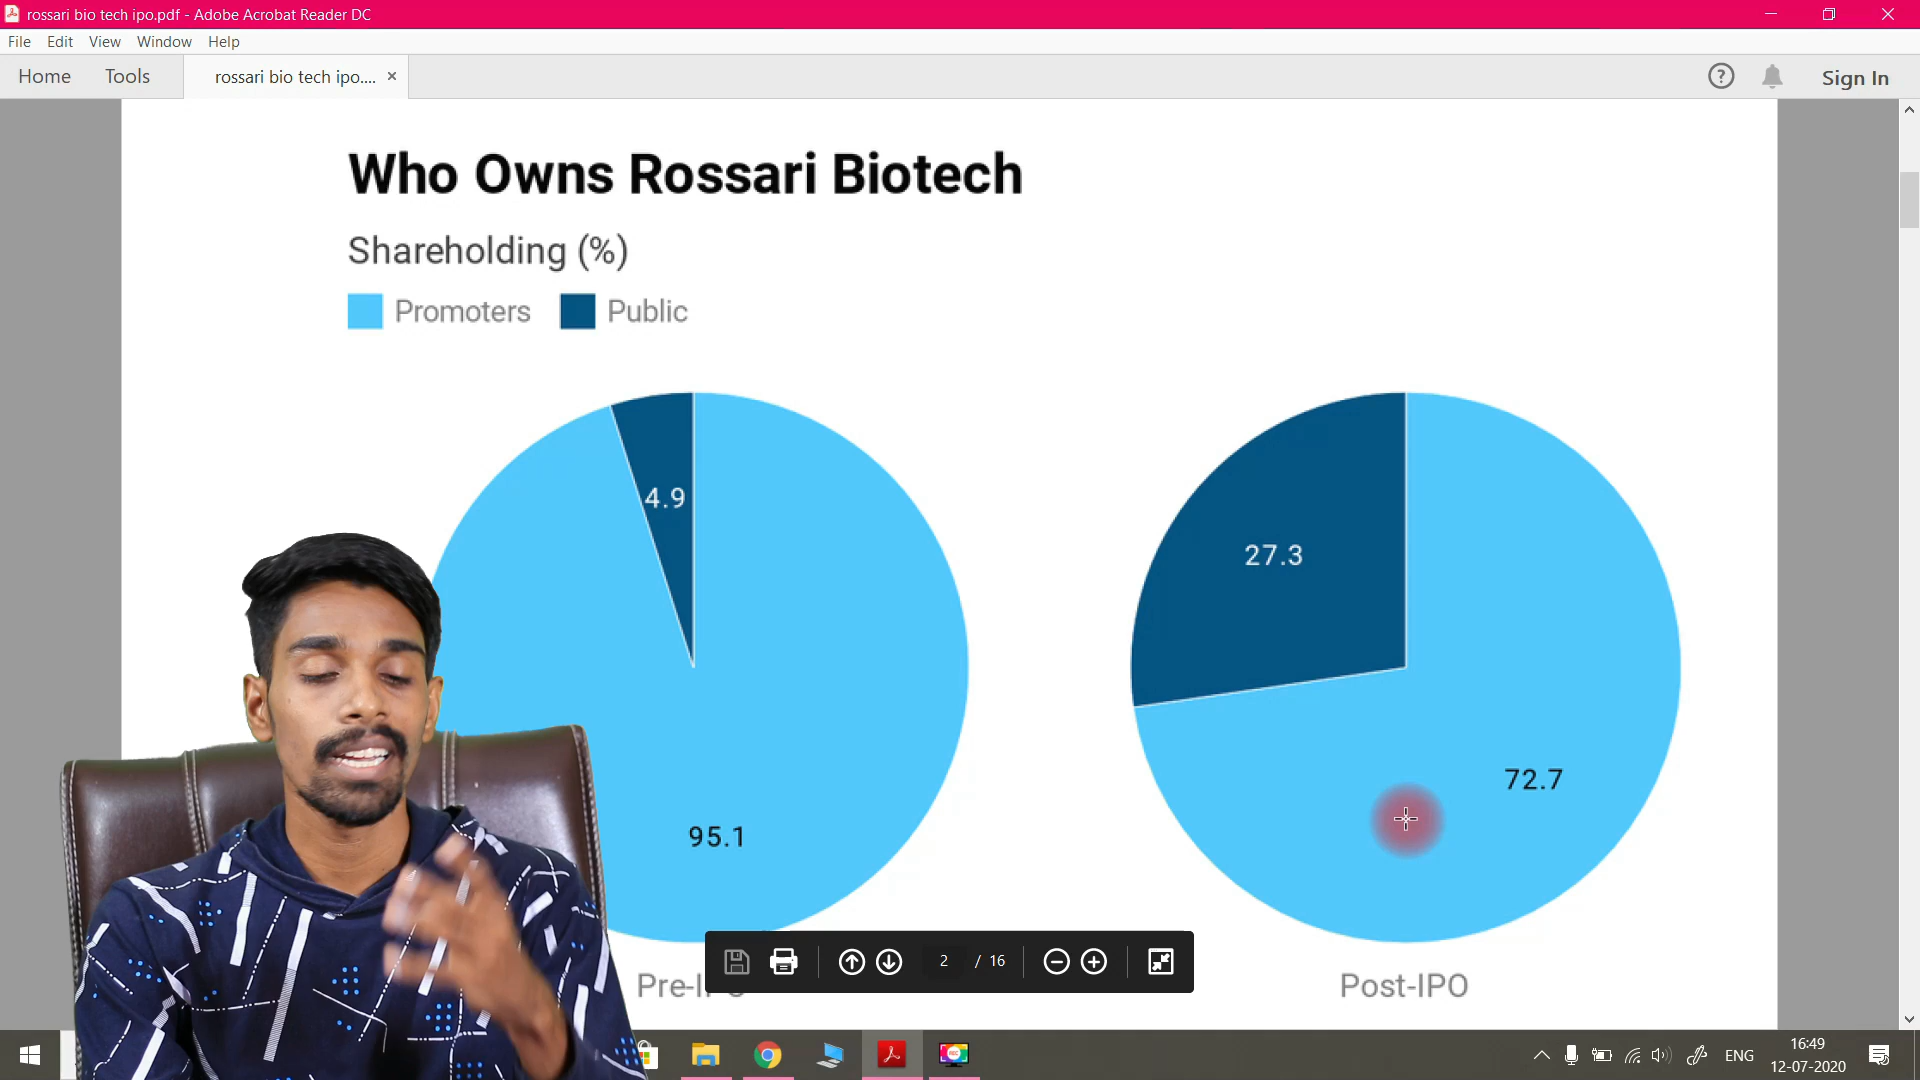 rossari bio tech ipo.pdf - Adobe Acrobat Reader DC
File Edit View Window Help
Home Tools rossari bio tech ipo.... × ? Sign In
Who Owns Rossari Biotech
Shareholding (%)
Promoters Public
4.9
27.3
72.7
95.1
2 / 16
Post-IPO
ENG
16:49
12-07-2020